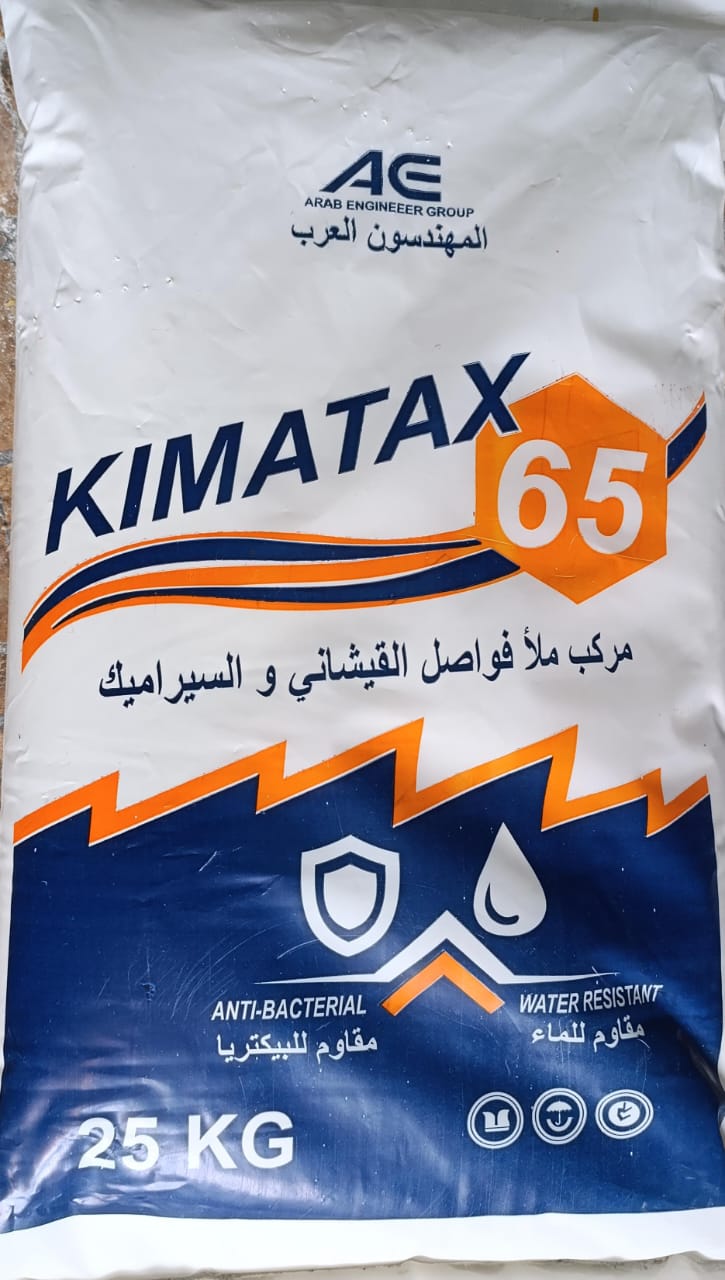 AE
ARAB ENGINEEER GROUP
المهندسون العرب
KIMATAX
65
مركب ملأ فواصل القيشاني و السيراميك
ANTI-BACTERIAL
مقاوم للبيكتريا
WATER RESISTANT
مقاوم للماء
25 KG